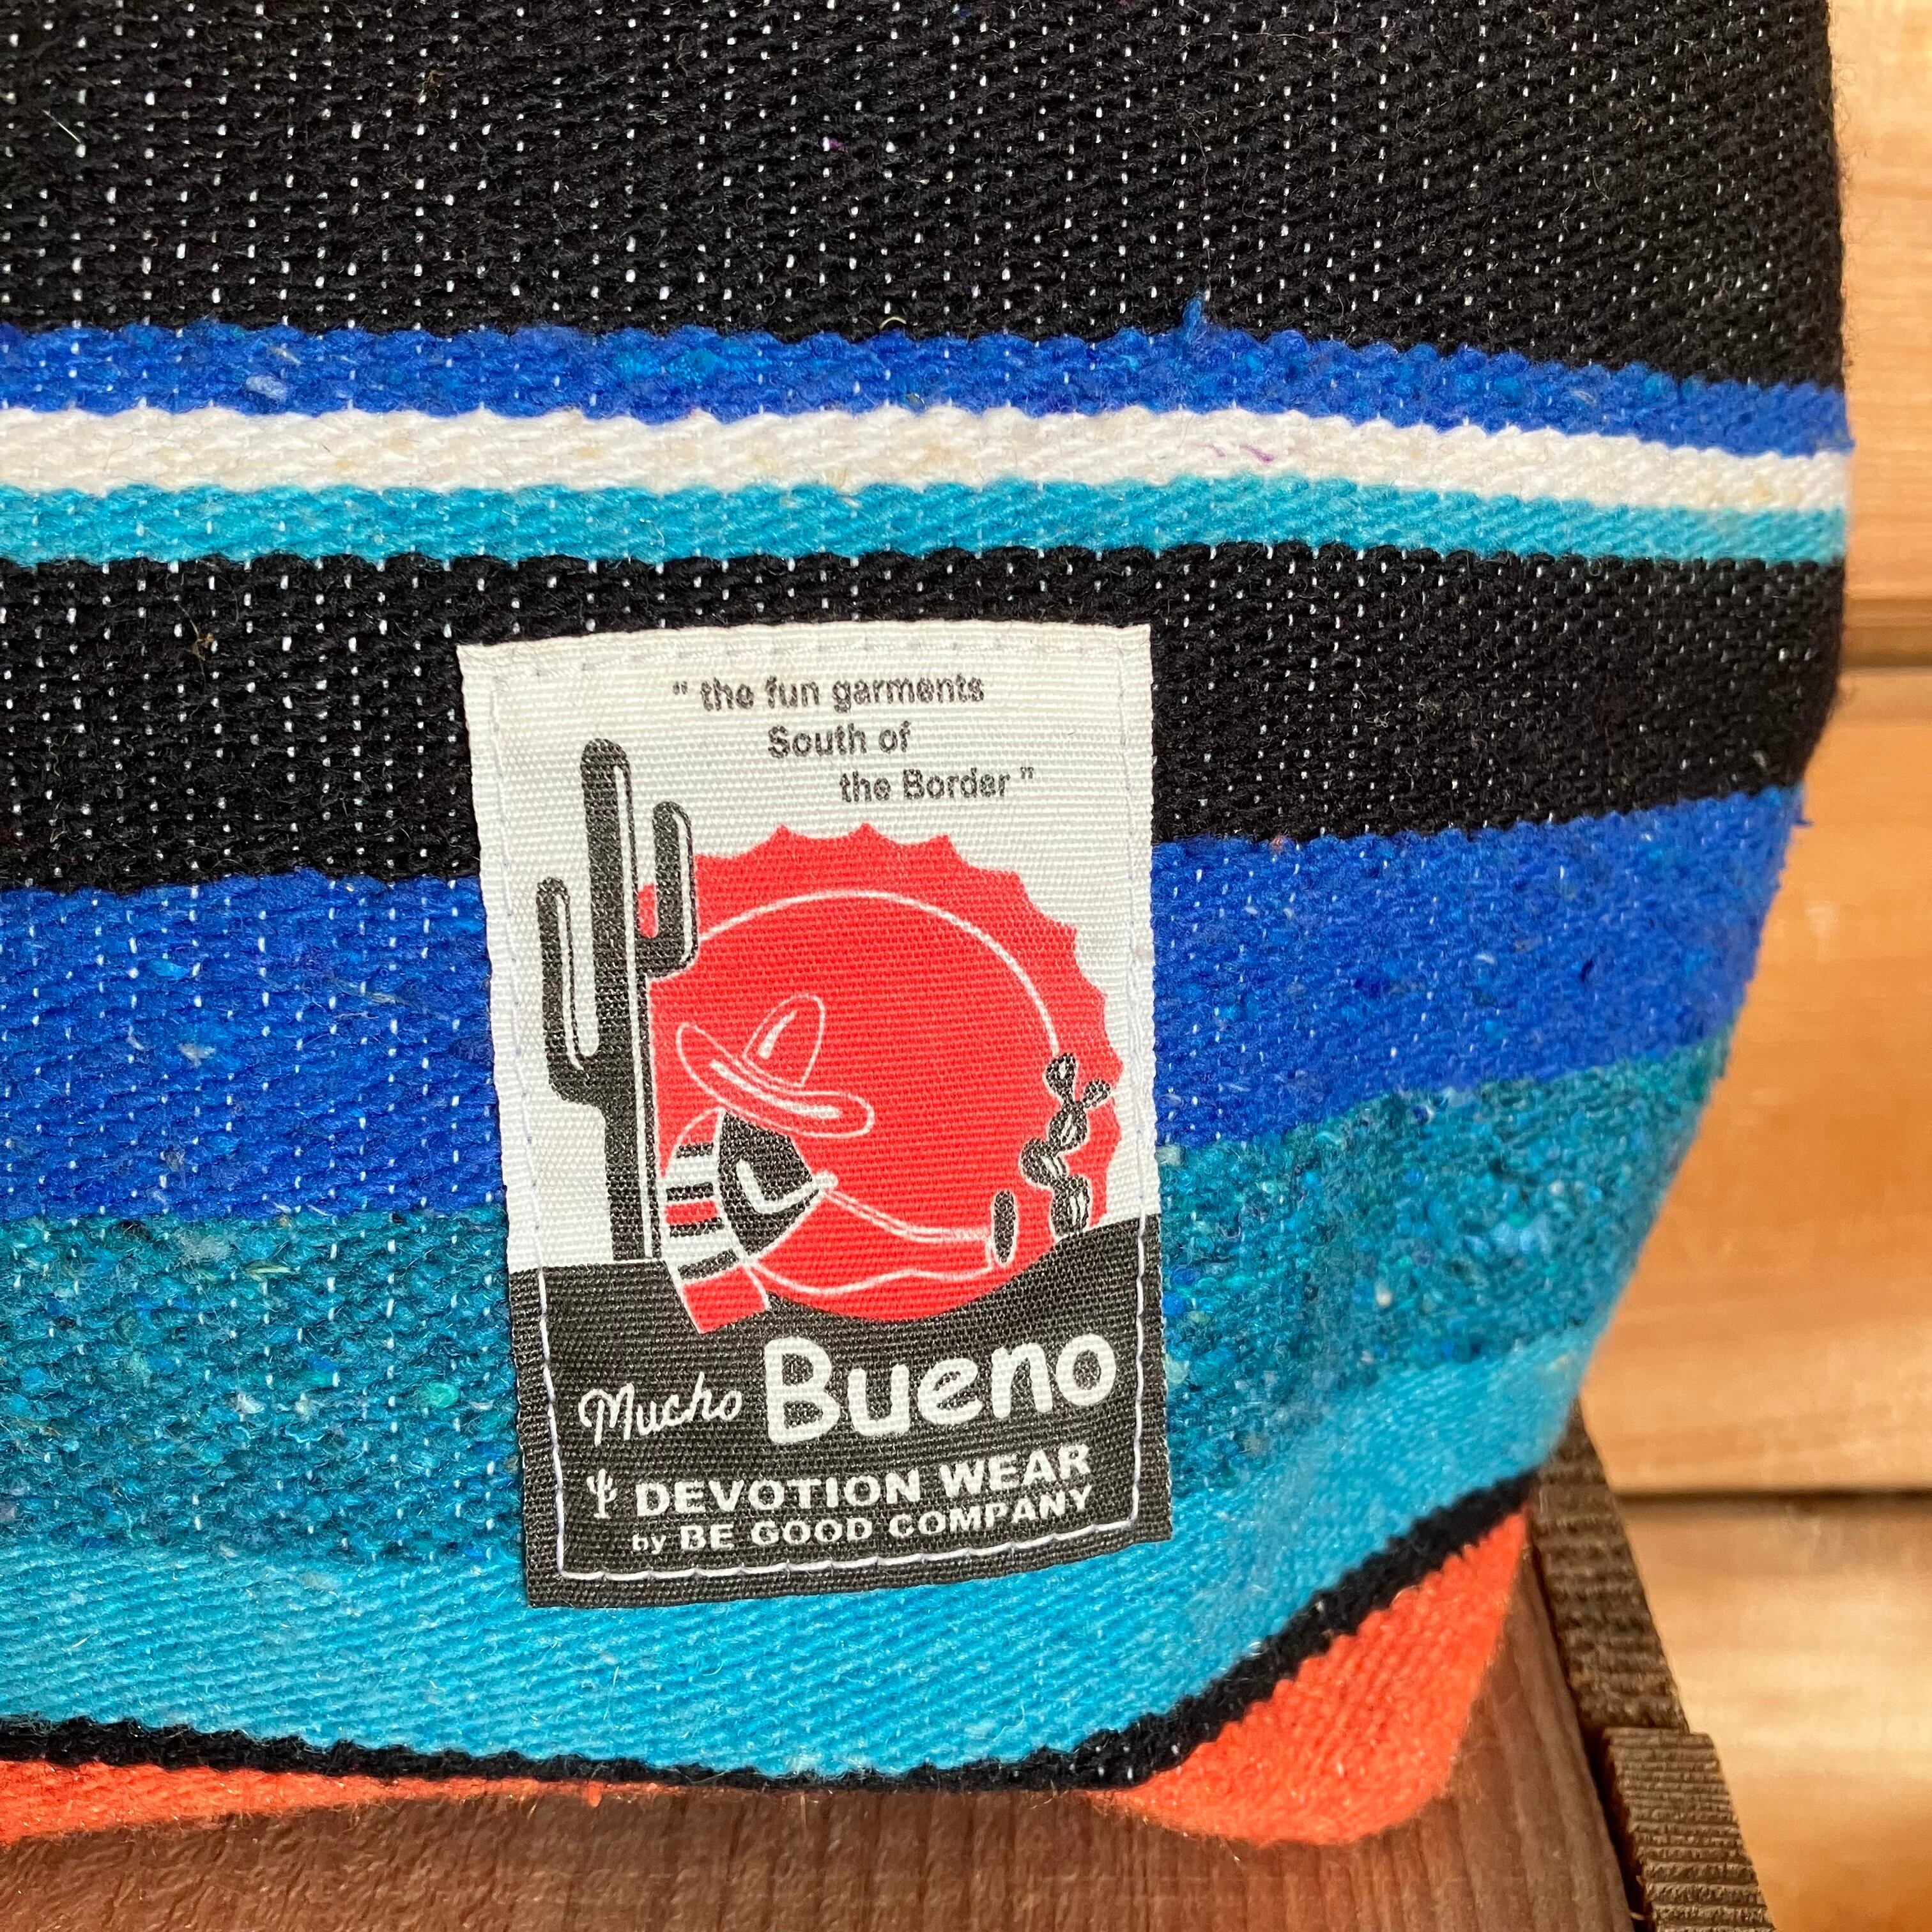 " the fun garments
South of
the Border "
Mucho Bueno
DEVOTION WEAR
by BE GOOD COMPANY